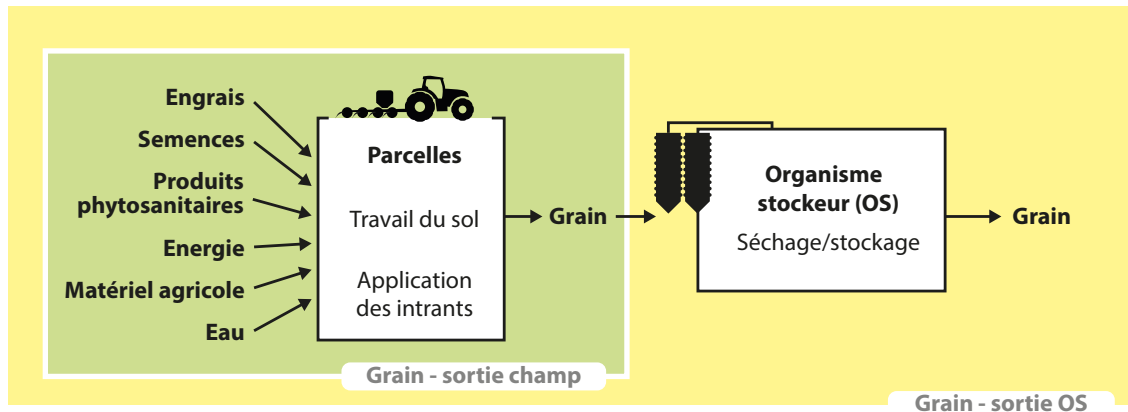 Engrais
Semences
Produits
phytosanitaires
Energie
Matériel agricole
Eau
Parcelles
Travail du sol
Application
des intrants
Grain
Organisme
stockeur (OS)
Séchage/stockage
Grain
Grain - sortie champ
Grain - sortie OS